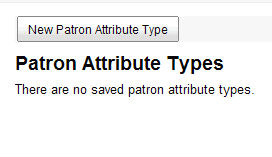 New Patron Attribute Type
Patron Attribute Types
There are no saved patron attribute types.